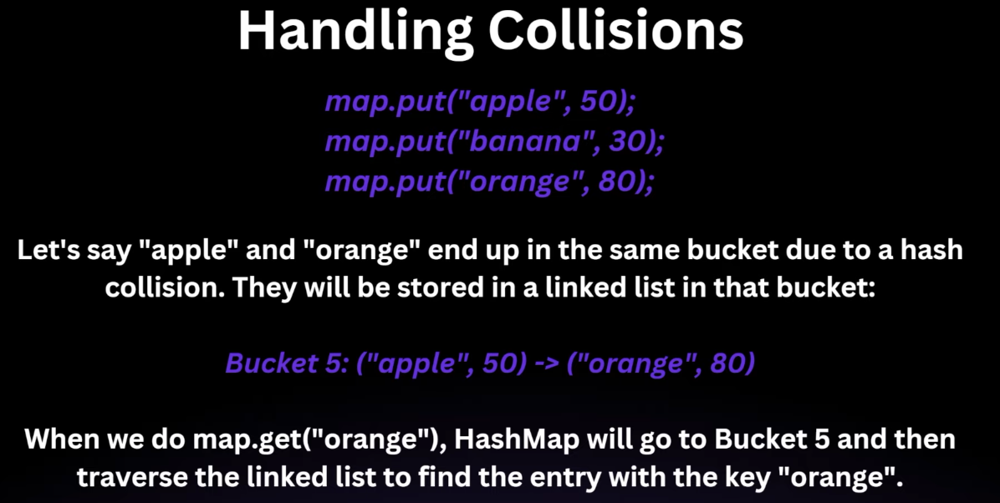 Handling Collisions
map.put("apple", 50);
map.put("banana", 30);
map.put("orange", 80);
Let's say "apple" and "orange" end up in the same bucket due to a hash
collision. They will be stored in a linked list in that bucket:
Bucket 5: ("apple", 50) -> ("orange", 80)
When we do map.get("orange"), HashMap will go to Bucket 5 and then
traverse the linked list to find the entry with the key "orange".